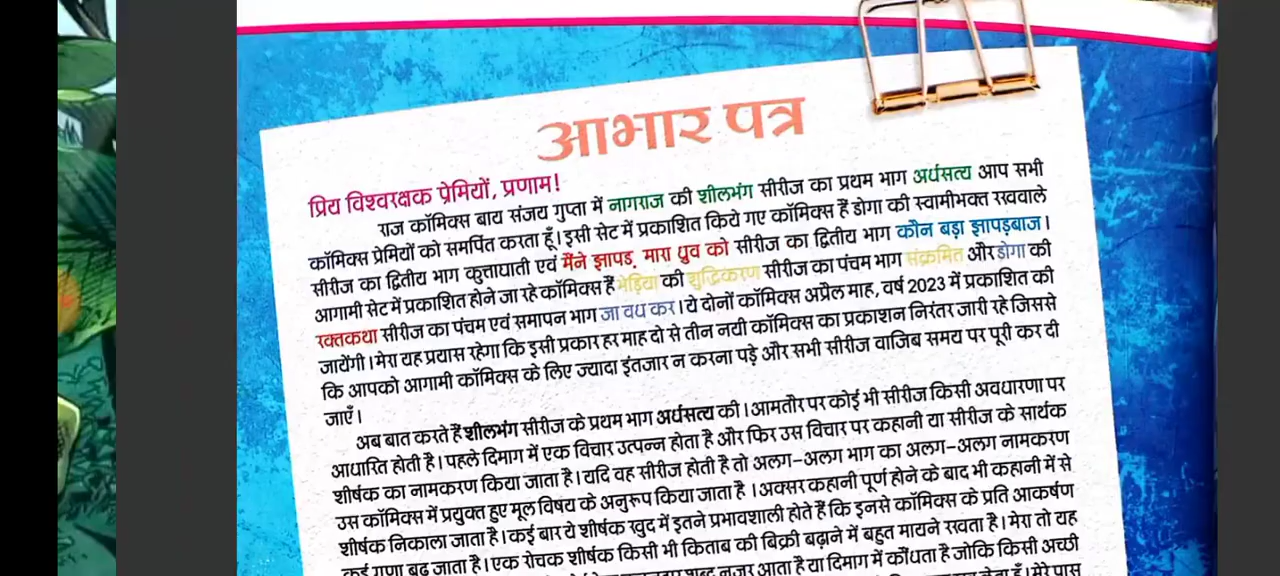 आभार पत्र
प्रिय विश्वरक्षक प्रेमियों, प्रणाम!
राज कॉमिक्स बाय संजय गुप्ता में नागराज की शीलभंग सीरीज का प्रथम भाग अर्धसत्य आप सभी
कॉमिक्स प्रेमियों को समर्पित करता हूँ। इसी सेट में प्रकाशित किये गए कॉमिक्स हैं डोगा की स्वामीभक्त रखवाले
सीरीज का द्वितीय भाग कुत्ताघाती एवं मैंने झापड़ मारा ध्रुव को सीरीज का द्वितीय भाग कौन बड़ा झापड़बाज।
आगामी सेट में प्रकाशित होने जा रहे कॉमिक्स हैं भेड़िया की शुद्धिकरण सीरीज का पंचम भाग संक्रमित और डोगा की
रक्तकथा सीरीज का पंचम एवं समापन भाग जा वध कर। ये दोनों कॉमिक्स अप्रैल माह, वर्ष 2023 में प्रकाशित की
जायेंगी। मेरा यह प्रयास रहेगा कि इसी प्रकार हर माह दो से तीन नयी कॉमिक्स का प्रकाशन निरंतर जारी रहे जिससे
कि आपको आगामी कॉमिक्स के लिए ज्यादा इंतजार न करना पड़े और सभी सीरीज वाजिब समय पर पूरी कर दी
जाएँ।
अब बात करते हैं शीलभंग सीरीज के प्रथम भाग अर्धसत्य की। आमतौर पर कोई भी सीरीज किसी अवधारणा पर
आधारित होती है। पहले दिमाग में एक विचार उत्पन्न होता है और फिर उस विचार पर कहानी या सीरीज के सार्थक
शीर्षक का नामकरण किया जाता है। यदि वह सीरीज होती है तो अलग-अलग भाग का अलग-अलग नामकरण
उस कॉमिक्स में प्रयुक्त हुए मूल विषय के अनुरूप किया जाता है। अक्सर कहानी पूर्ण होने के बाद भी कहानी में से
शीर्षक निकाला जाता है। कई बार ये शीर्षक खुद में इतने प्रभावशाली होते हैं कि इनसे कॉमिक्स के प्रति आकर्षण
कई गुणा बढ़ जाता है। एक रोचक शीर्षक किसी भी किताब की बिक्री बढ़ाने में बहुत मायने रखता है। मेरा तो यह
शब्द नजर आता है या दिमाग में कौंधता है जोकि किसी अच्छी